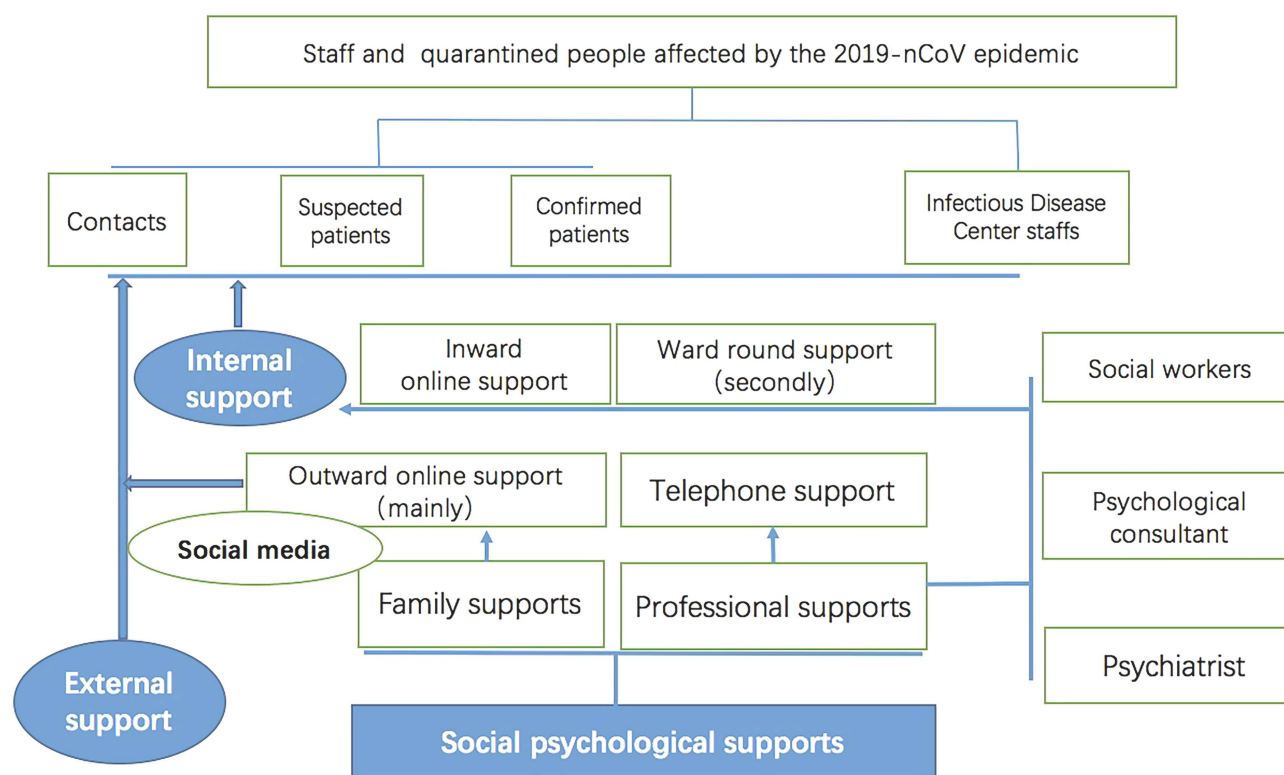 Staff and quarantined people affected by the 2019-nCoV epidemic
Contacts
Suspected
patients
Confirmed
patients
Infectious Disease
Center staffs
Internal
support
Inward
online support
Ward round support
(secondly)
Social workers
Outward online support
(mainly)
Telephone support
Psychological
consultant
Social media
Family supports
Professional supports
Psychiatrist
External
support
Social psychological supports